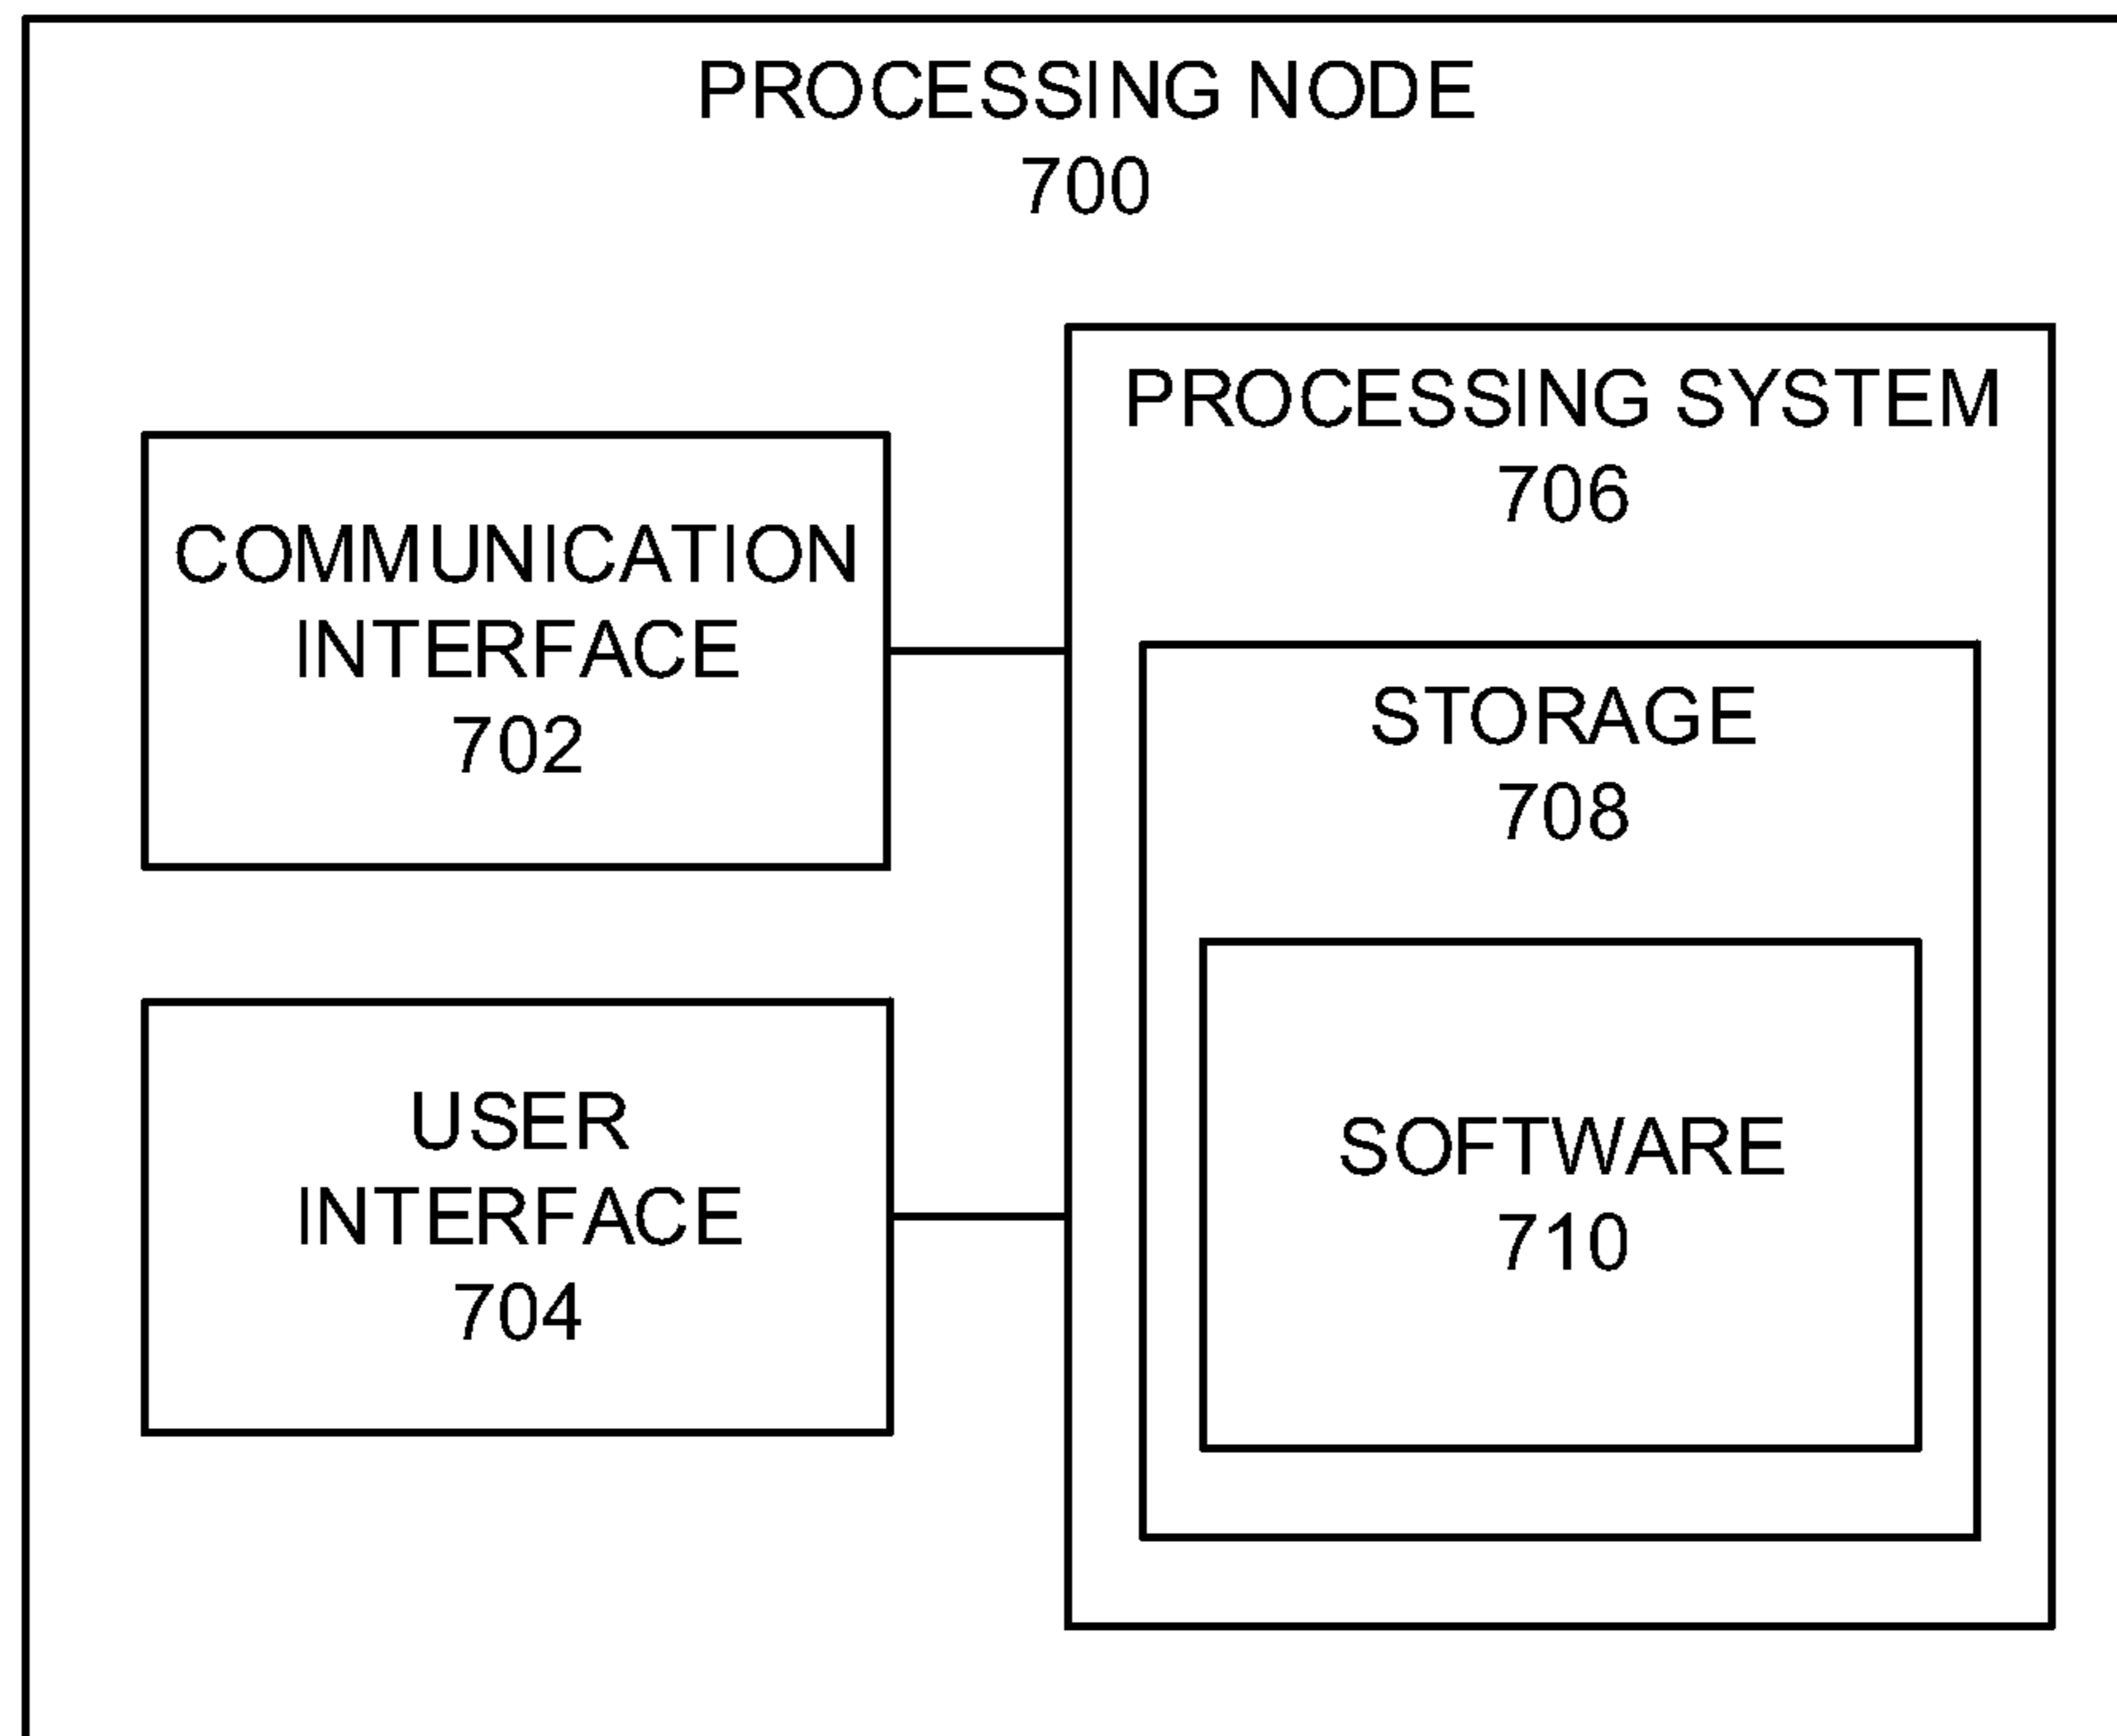 PROCESSING NODE
700
PROCESSING SYSTEM
706
COMMUNICATION
INTERFACE
702
STORAGE
708
USER
INTERFACE
704
SOFTWARE
710